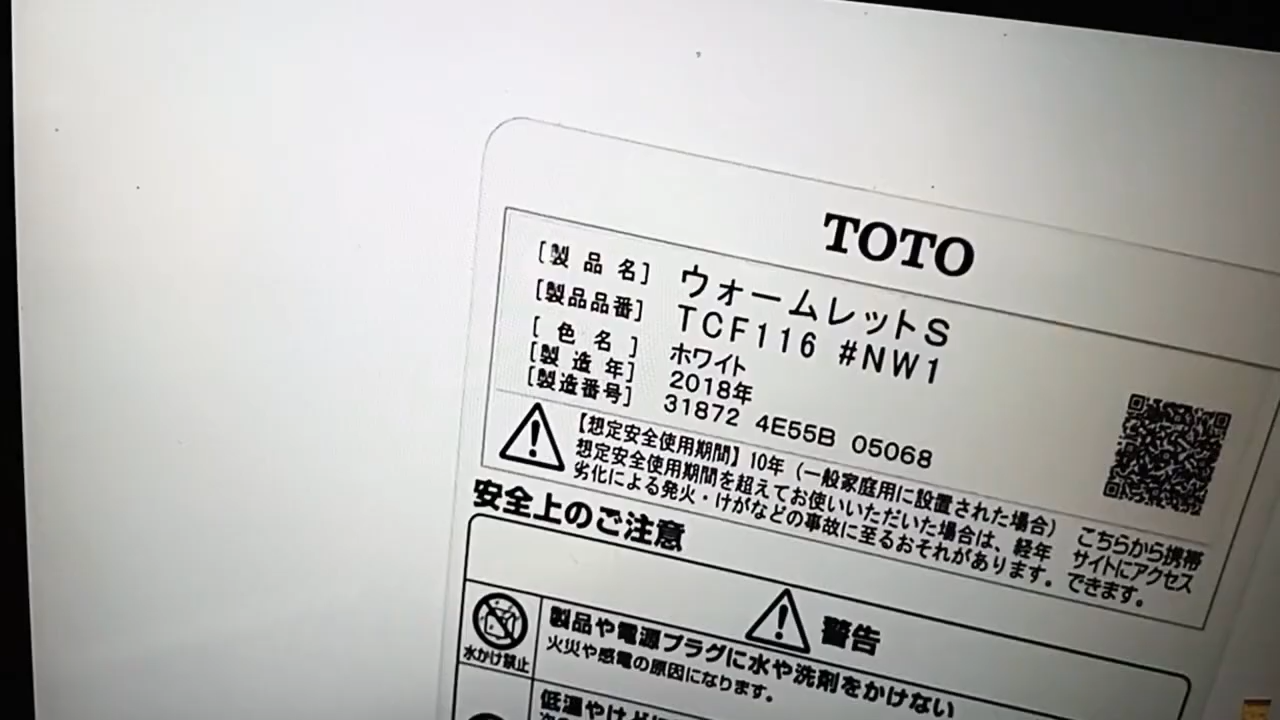 TOTO
[製品名] ウォームレットS
[製品品番] TCF116 #NW1
[色名] ホワイト
[製造年] 2018年
[製造番号] 31872 4E55B 05068
【想定安全使用期間】10年(一般家庭用に設置された場合)
想定安全使用期間を超えてお使いいただいた場合は、経年
劣化による発火・けがなどの事故に至るおそれがあります。
こちらから携帯
サイトにアクセス
できます。
安全上のご注意
警告
水かけ禁止
製品や電源プラグに水や洗剤をかけない
火災や感電の原因になります。
低温やけど